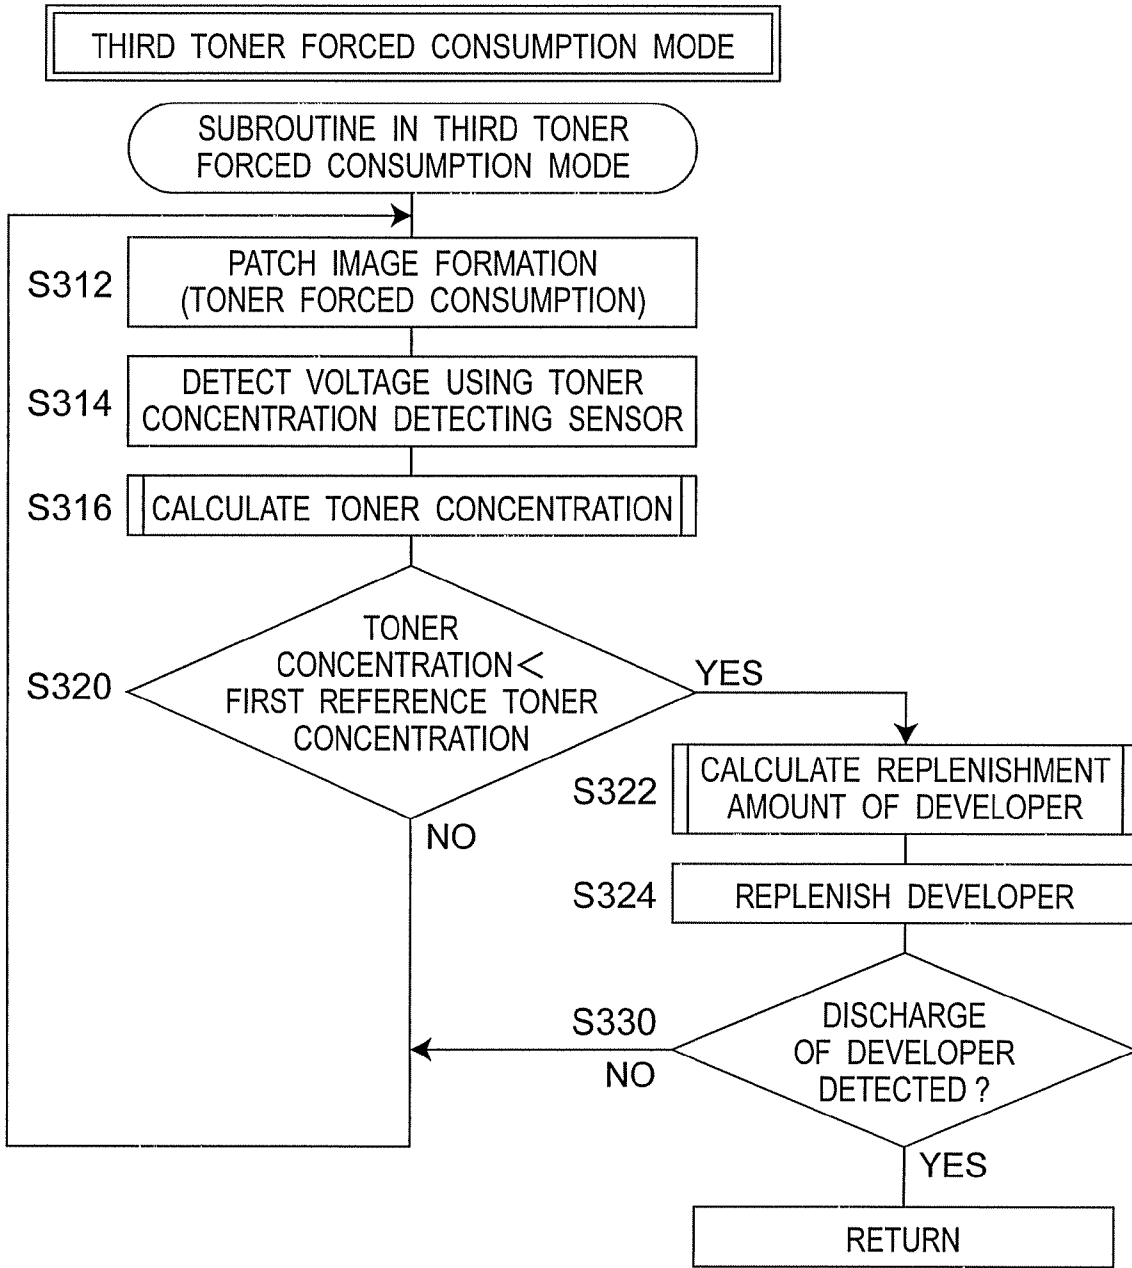 THIRD TONER FORCED CONSUMPTION MODE
SUBROUTINE IN THIRD TONER
FORCED CONSUMPTION MODE
S312
PATCH IMAGE FORMATION
(TONER FORCED CONSUMPTION)
S314
DETECT VOLTAGE USING TONER
CONCENTRATION DETECTING SENSOR
S316
CALCULATE TONER CONCENTRATION
S320
TONER
CONCENTRATION<
FIRST REFERENCE TONER
CONCENTRATION
YES
NO
S322
CALCULATE REPLENISHMENT
AMOUNT OF DEVELOPER
S324
REPLENISH DEVELOPER
S330
DISCHARGE
OF DEVELOPER
DETECTED ?
NO
YES
RETURN